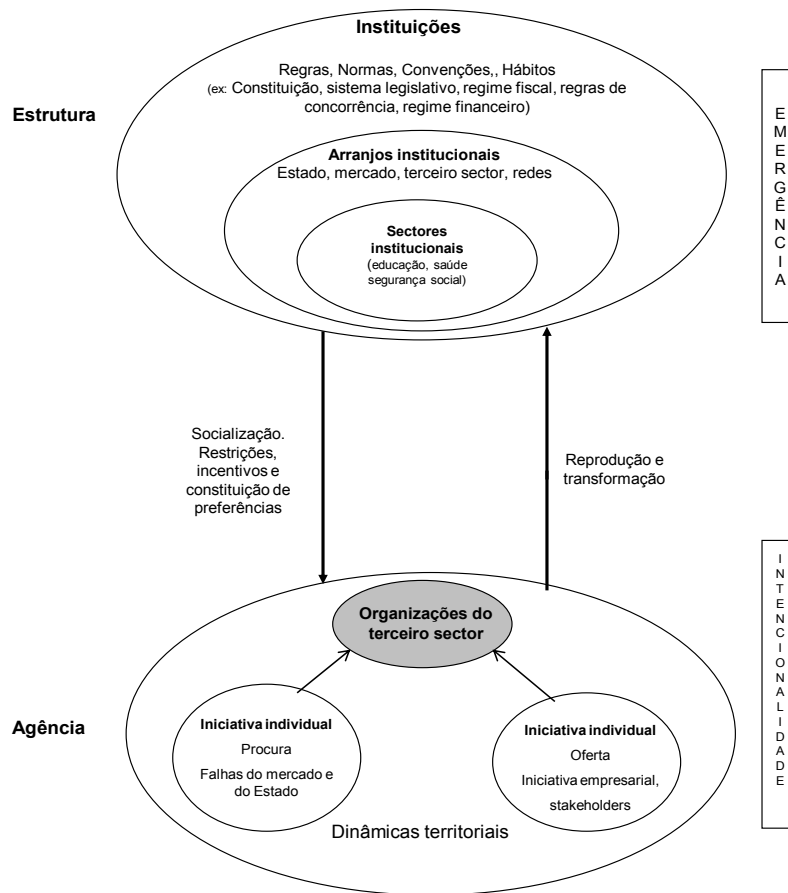 Instituições
Regras, Normas, Convenções,, Hábitos
(ex: Constituição, sistema legislativo, regime fiscal, regras de
concorrência, regime financeiro)
Estrutura
Arranjos institucionais
Estado, mercado, terceiro sector, redes
Sectores
institucionais
(educação, saúde
segurança social)
E
M
E
R
G
Ê
N
C
I
A
Socialização.
Restrições,
incentivos e
constituição de
preferências
Reprodução e
transformação
Organizações do
terceiro sector
Agência
Iniciativa individual
Procura
Falhas do mercado e
do Estado
Iniciativa individual
Oferta
Iniciativa empresarial,
stakeholders
Dinâmicas territoriais
I
N
T
E
N
C
I
O
N
A
L
I
D
A
D
E